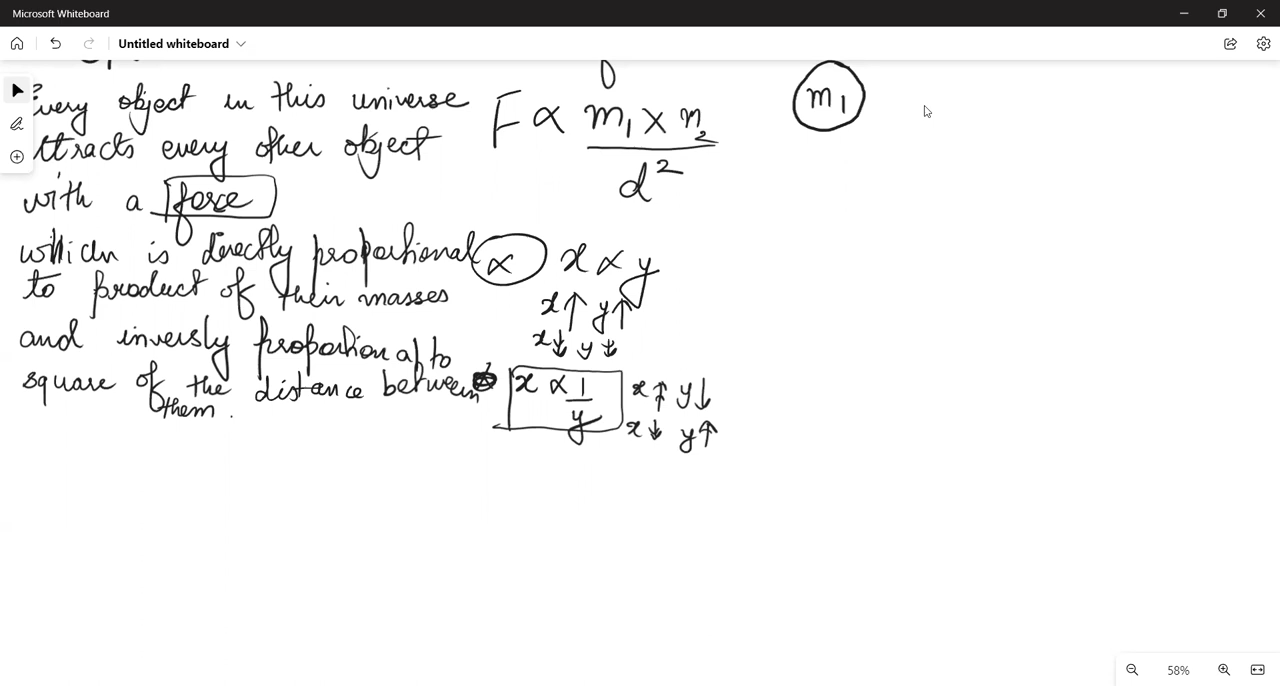 Microsoft Whiteboard
Untitled whiteboard
Every object in this universe
attracts every other object
with a force
which is directly proportional
to product of their masses
and inversly proportional to
square of the distance between
them.
F ∝ m₁ × m₂
d²
∝ x ∝ y
x↑ y↑
x↓ y↓
x ∝ 1
y
x↑ y↓
x↓ y↑
m₁
58%